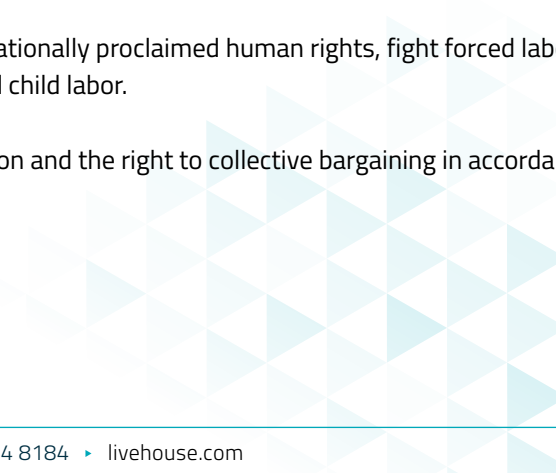 ationally proclaimed human rights, fight forced lab
child labor.
on and the right to collective bargaining in accorda
4 8184 ‣ livehouse.com